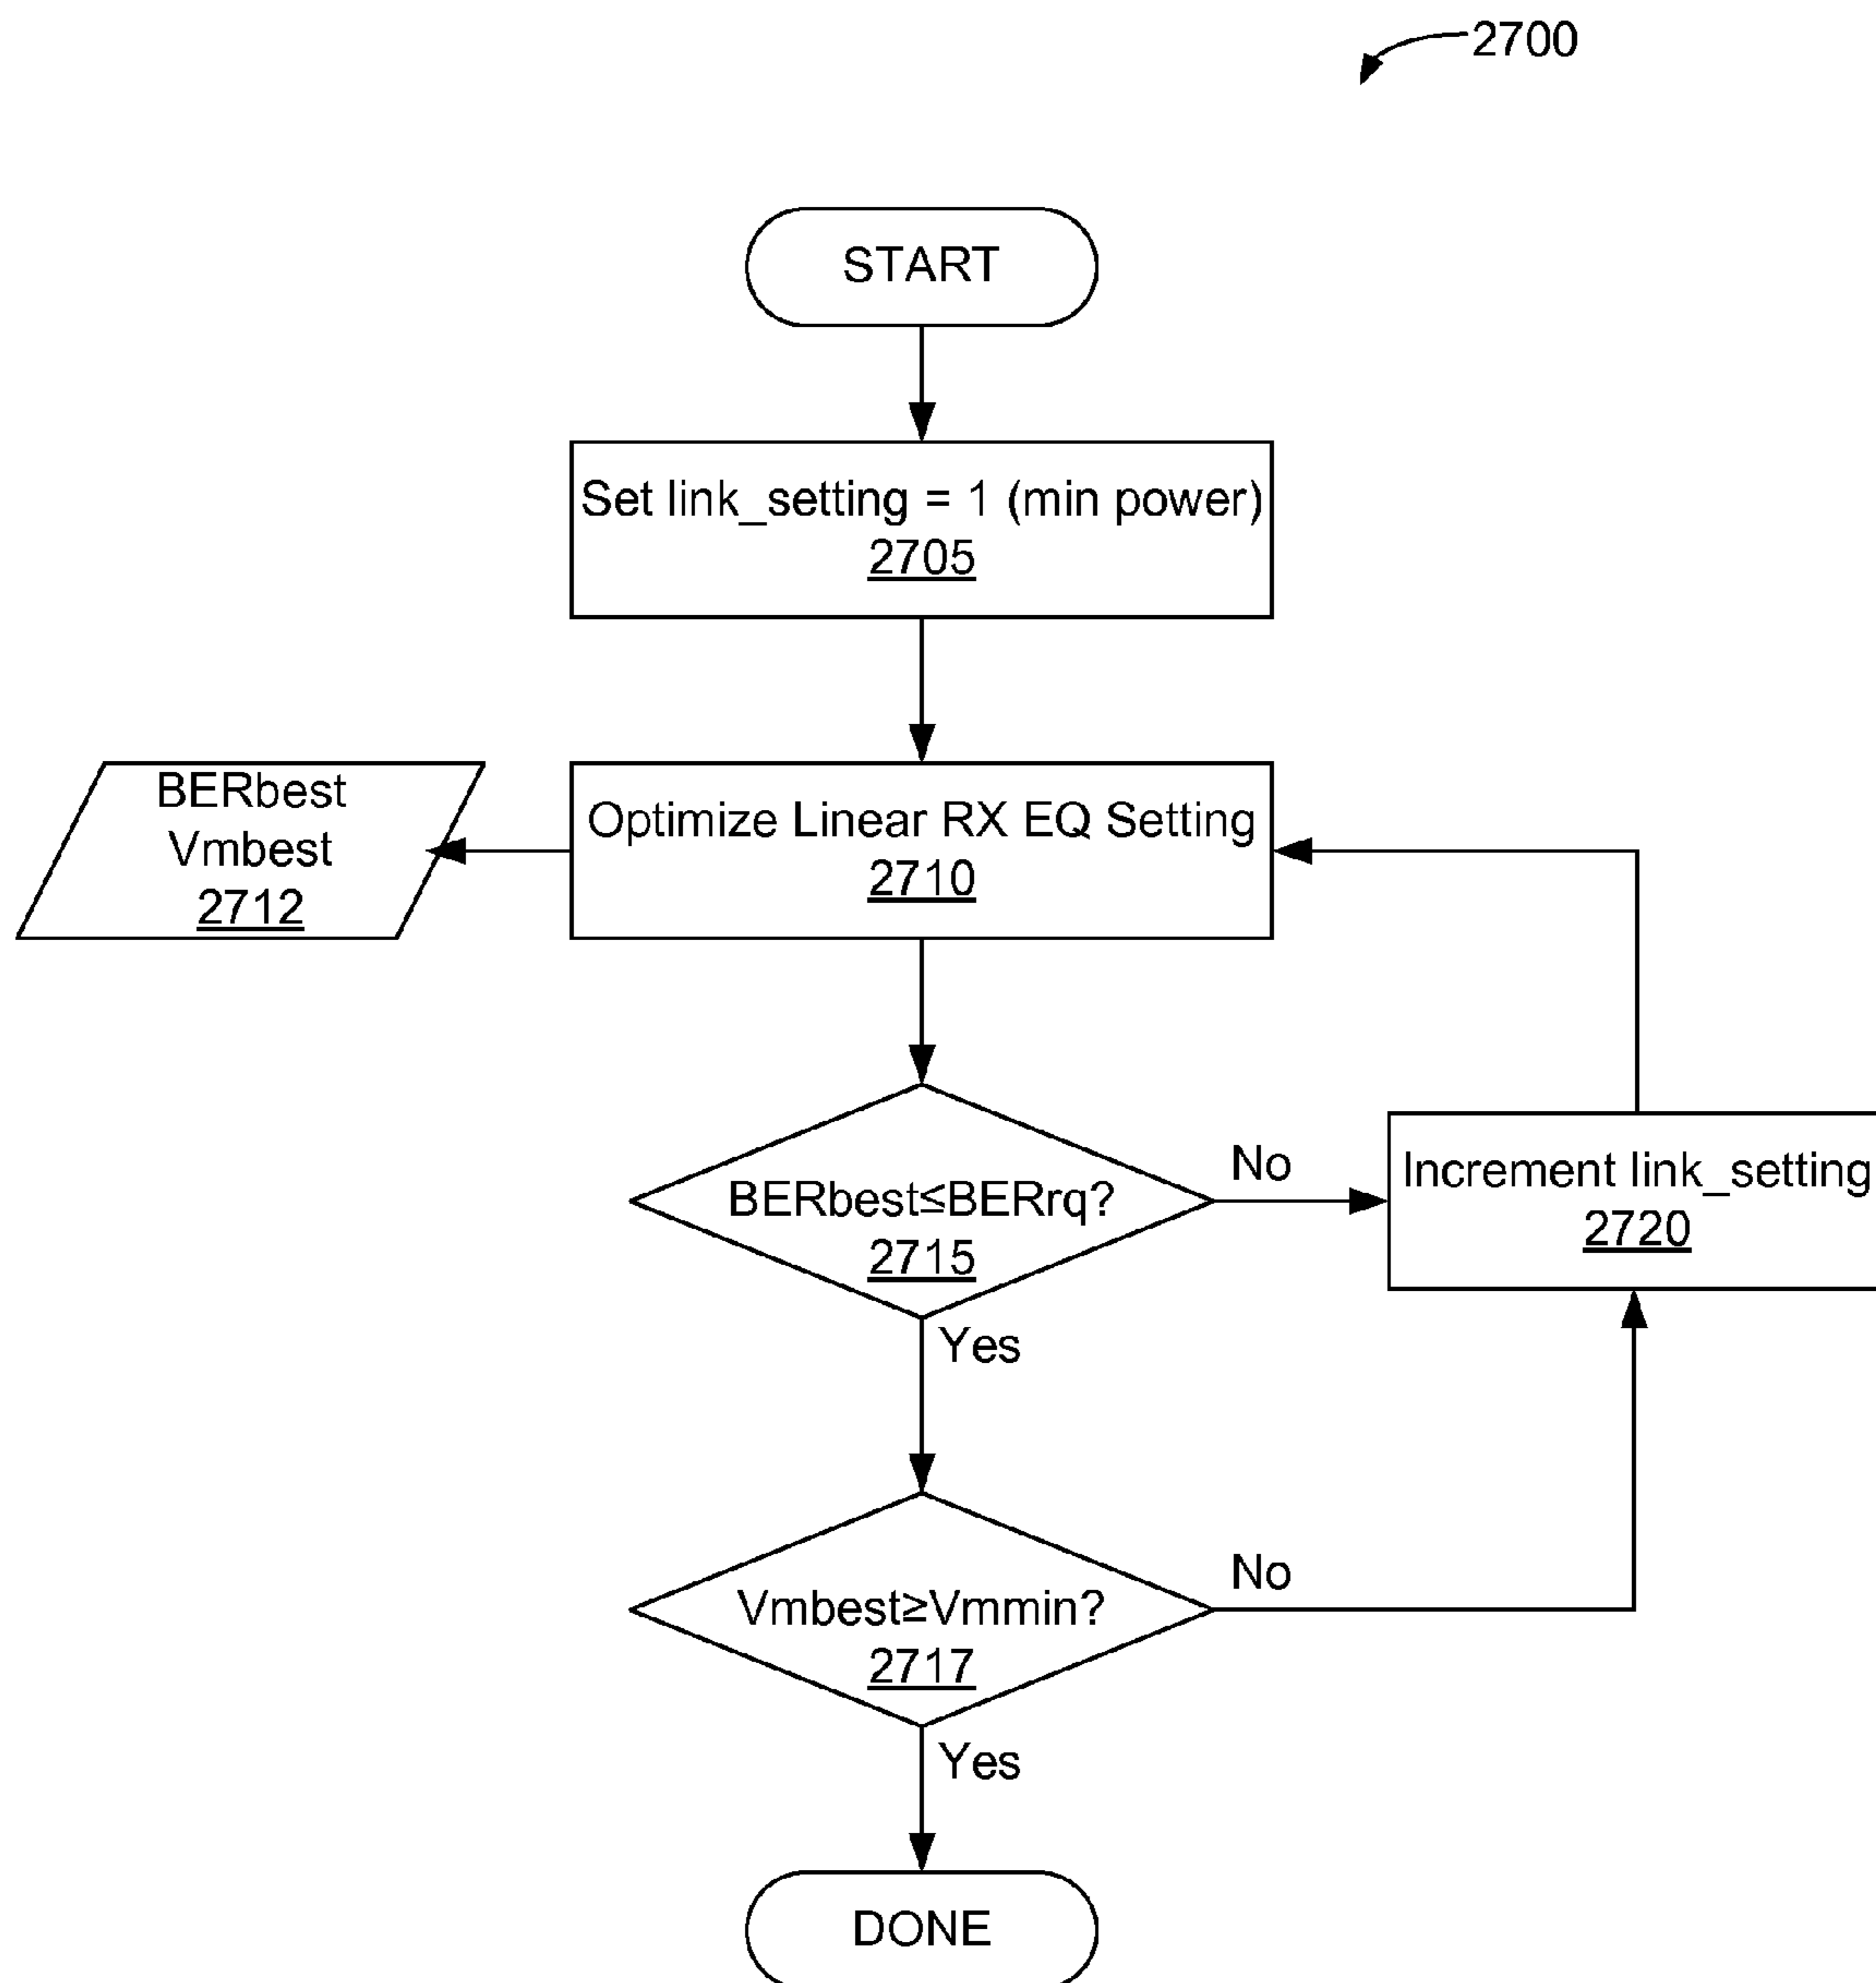 2700
START
Set link_setting = 1 (min power)
2705
BERbest
Vmbest
2712
Optimize Linear RX EQ Setting
2710
BERbest≤BERrq?
2715
No
Increment link_setting
2720
Yes
Vmbest≥Vmmin?
2717
No
Yes
DONE